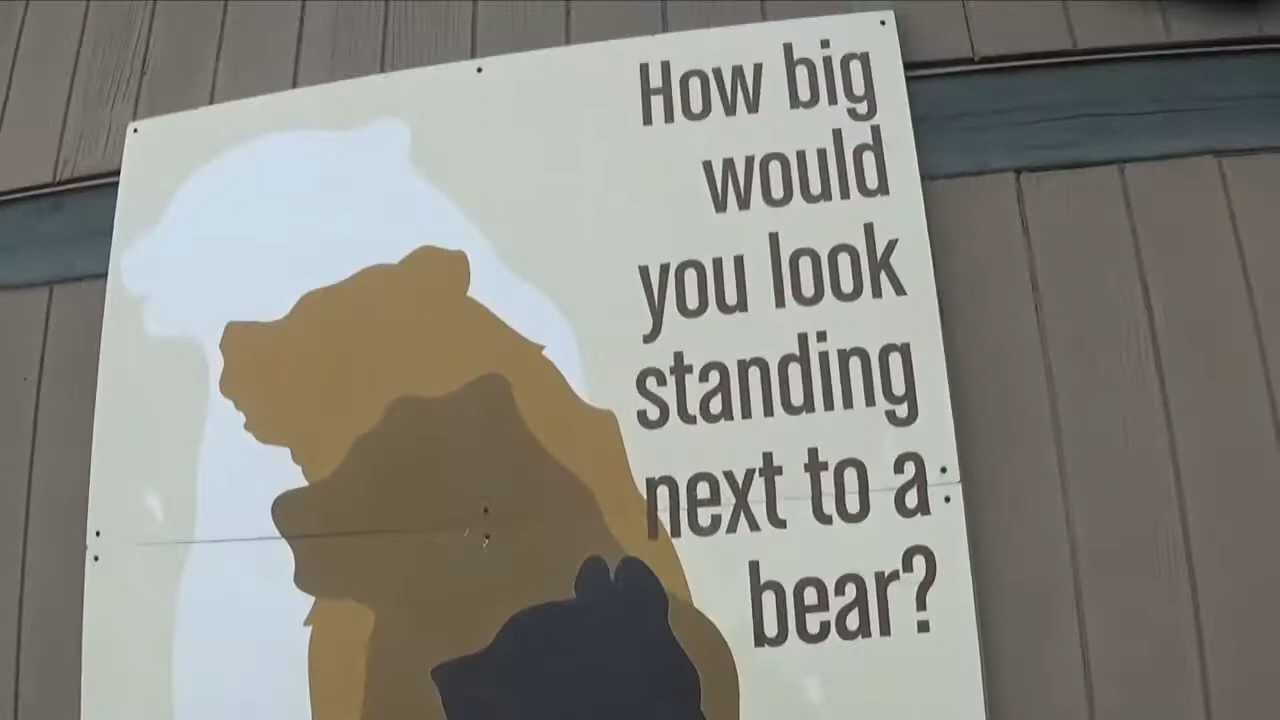 How big
would
you look
standing
next to a
bear?